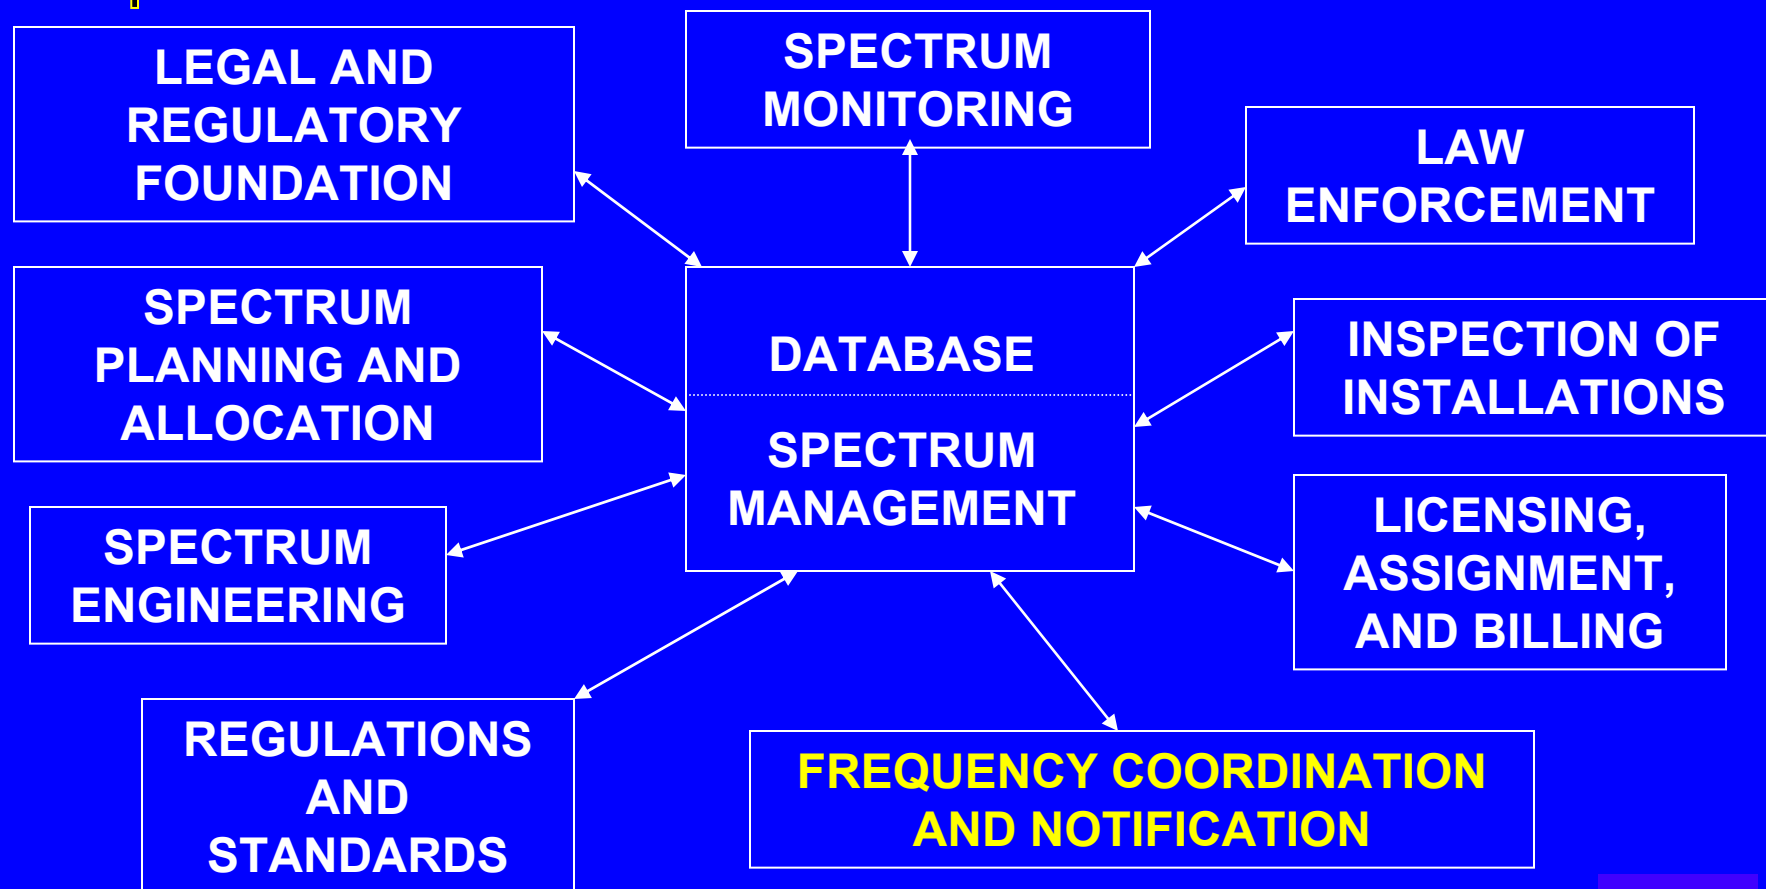 LEGAL AND
REGULATORY
FOUNDATION
SPECTRUM
MONITORING
LAW
ENFORCEMENT
SPECTRUM
PLANNING AND
ALLOCATION
DATABASE
SPECTRUM
MANAGEMENT
INSPECTION OF
INSTALLATIONS
SPECTRUM
ENGINEERING
LICENSING,
ASSIGNMENT,
AND BILLING
REGULATIONS
AND
STANDARDS
FREQUENCY COORDINATION
AND NOTIFICATION